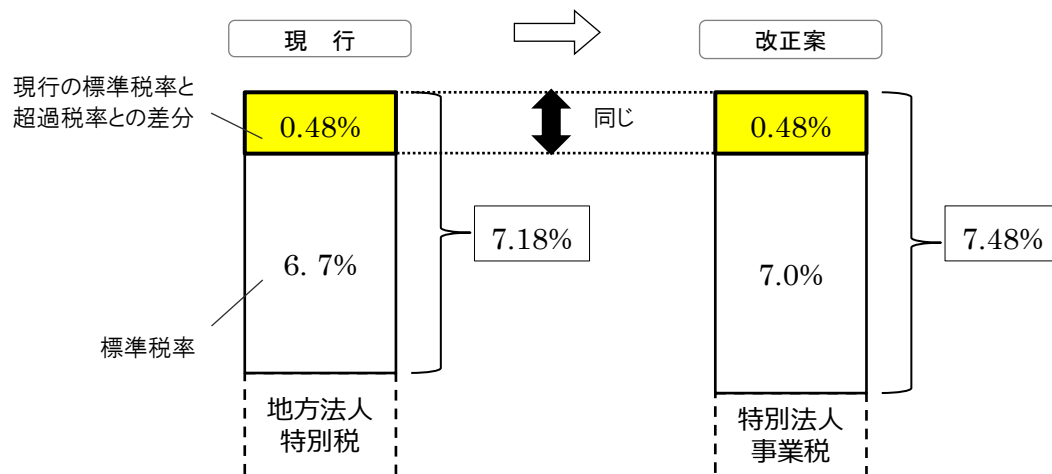 現　行
改正案
現行の標準税率と
超過税率との差分
0.48%
同じ
0.48%
7.18%
7.48%
6. 7%
7.0%
標準税率
地方法人
特別税
特別法人
事業税